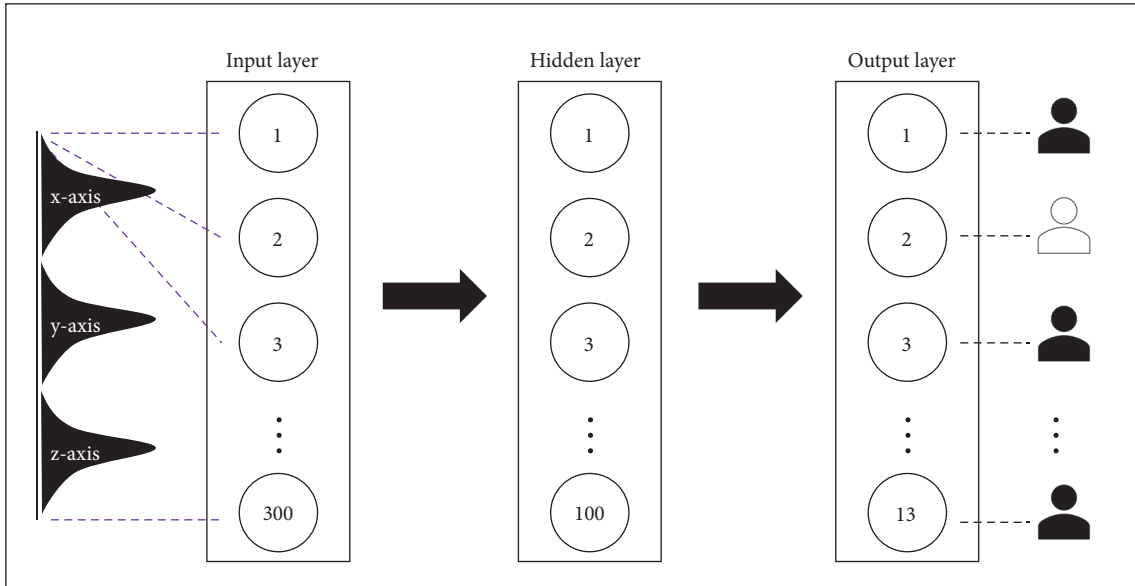 Input layer
Hidden layer
Output layer
x-axis
y-axis
z-axis
1
2
3
300
1
2
3
100
1
2
3
13